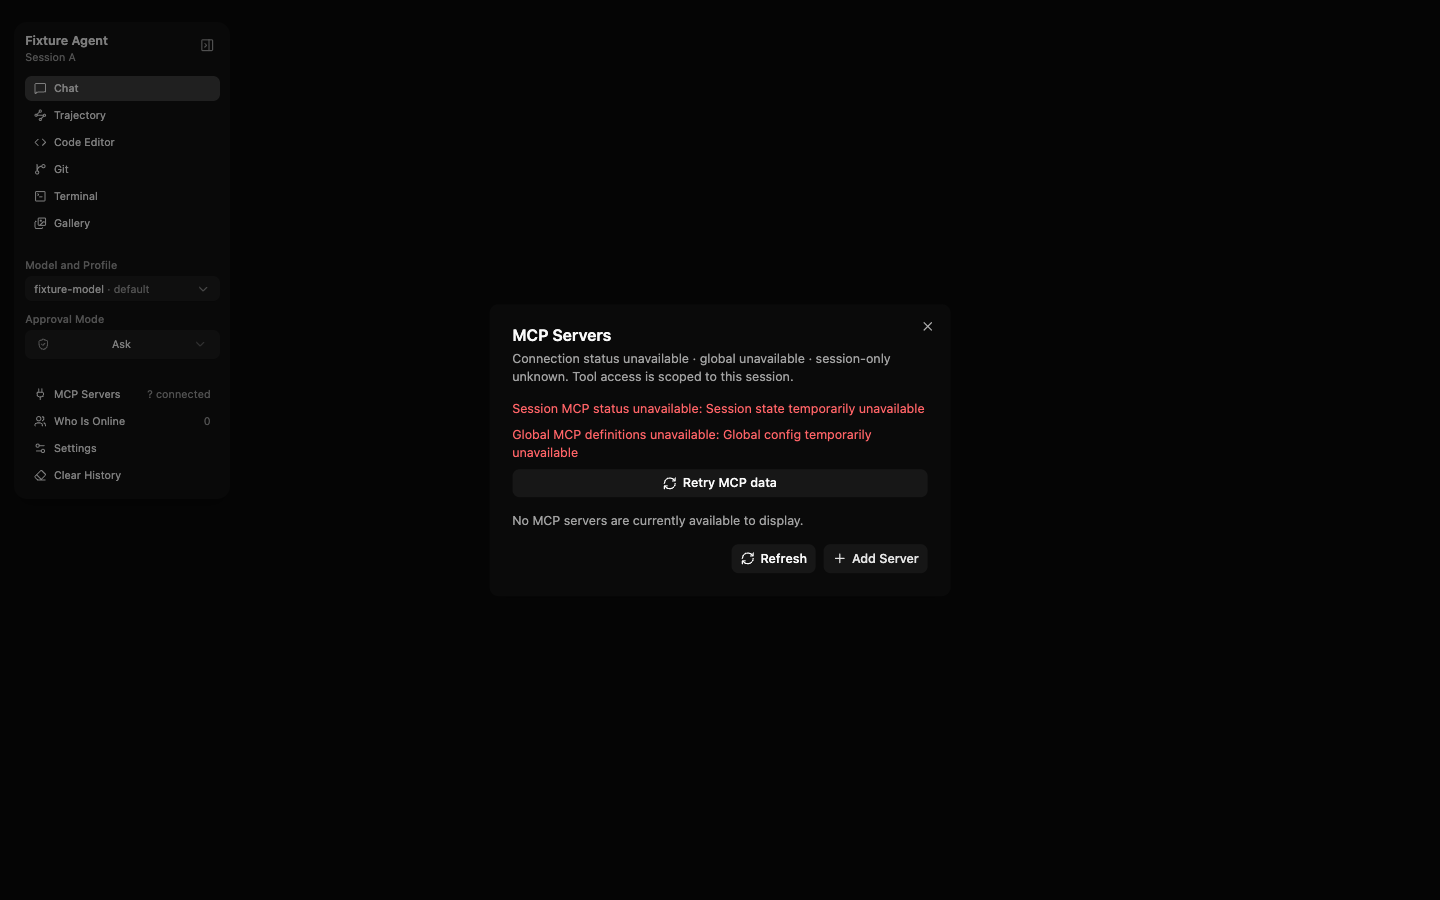 Fixture Agent
Session A
Chat
Trajectory
Code Editor
Git
Terminal
Gallery
Model and Profile
fixture-model · default
Approval Mode
Ask
MCP Servers ? connected
Who Is Online 0
Settings
Clear History
MCP Servers
Connection status unavailable · global unavailable · session-only
unknown. Tool access is scoped to this session.
Session MCP status unavailable: Session state temporarily unavailable
Global MCP definitions unavailable: Global config temporarily
unavailable
Retry MCP data
No MCP servers are currently available to display.
Refresh
Add Server